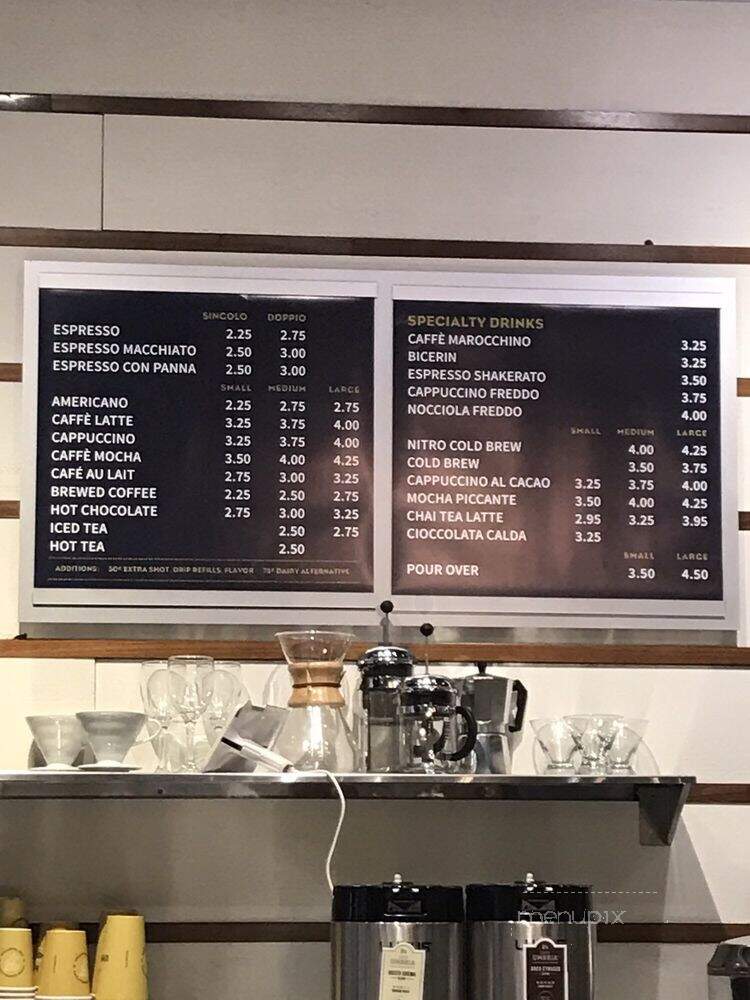 SINGOLO DOPPIO
ESPRESSO 2.25 2.75
ESPRESSO MACCHIATO 2.50 3.00
ESPRESSO CON PANNA 2.50 3.00
SMALL MEDIUM LARGE
AMERICANO 2.25 2.75 2.75
CAFFÈ LATTE 3.25 3.75 4.00
CAPPUCCINO 3.25 3.75 4.00
CAFFÈ MOCHA 3.50 4.00 4.25
CAFÉ AU LAIT 2.75 3.00 3.25
BREWED COFFEE 2.25 2.50 2.75
HOT CHOCOLATE 2.75 3.00 3.25
ICED TEA 2.50 2.75
HOT TEA 2.50
ADDITIONS: 50¢ EXTRA SHOT, DRIP REFILLS, FLAVOR 75¢ DAIRY ALTERNATIVE
SPECIALTY DRINKS
CAFFÈ MAROCCHINO 3.25
BICERIN 3.25
ESPRESSO SHAKERATO 3.50
CAPPUCCINO FREDDO 3.75
NOCCIOLA FREDDO 4.00
SMALL MEDIUM LARGE
NITRO COLD BREW 4.00 4.25
COLD BREW 3.50 3.75
CAPPUCCINO AL CACAO 3.25 3.75 4.00
MOCHA PICCANTE 3.50 4.00 4.25
CHAI TEA LATTE 2.95 3.25 3.95
CIOCCOLATA CALDA 3.25
SMALL LARGE
POUR OVER 3.50 4.50
menupix